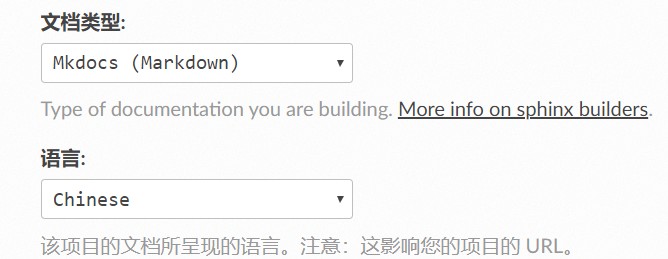 文档类型:
Mkdocs (Markdown)
Type of documentation you are building. More info on sphinx builders.
语言:
Chinese
该项目的文档所呈现的语言。注意：这影响您的项目的 URL。